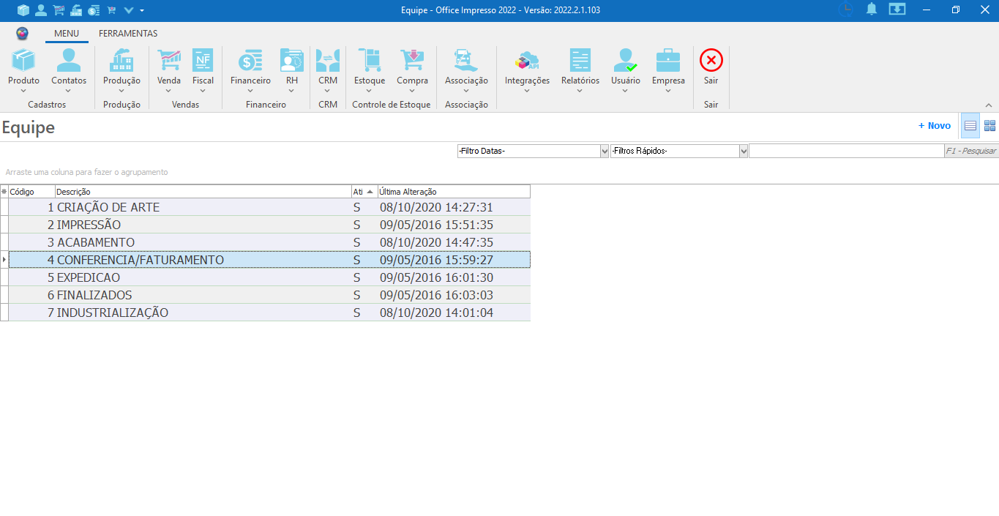 Equipe - Office Impresso 2022 - Versão: 2022.2.1.103
MENU FERRAMENTAS
NF API
Produto Contatos Produção Venda Fiscal Financeiro RH CRM Estoque Compra Associação Integrações Relatórios Usuário Empresa Sair
Cadastros Produção Vendas Financeiro CRM Controle de Estoque Associação Sair
Equipe + Novo
-Filtro Datas- -Filtros Rápidos- F1 - Pesquisar
Arraste uma coluna para fazer o agrupamento
Código Descrição Ati Última Alteração
1 CRIAÇÃO DE ARTE S 08/10/2020 14:27:31
2 IMPRESSÃO S 09/05/2016 15:51:35
3 ACABAMENTO S 08/10/2020 14:47:35
4 CONFERENCIA/FATURAMENTO S 09/05/2016 15:59:27
5 EXPEDICAO S 09/05/2016 16:01:30
6 FINALIZADOS S 09/05/2016 16:03:03
7 INDUSTRIALIZAÇÃO S 08/10/2020 14:01:04